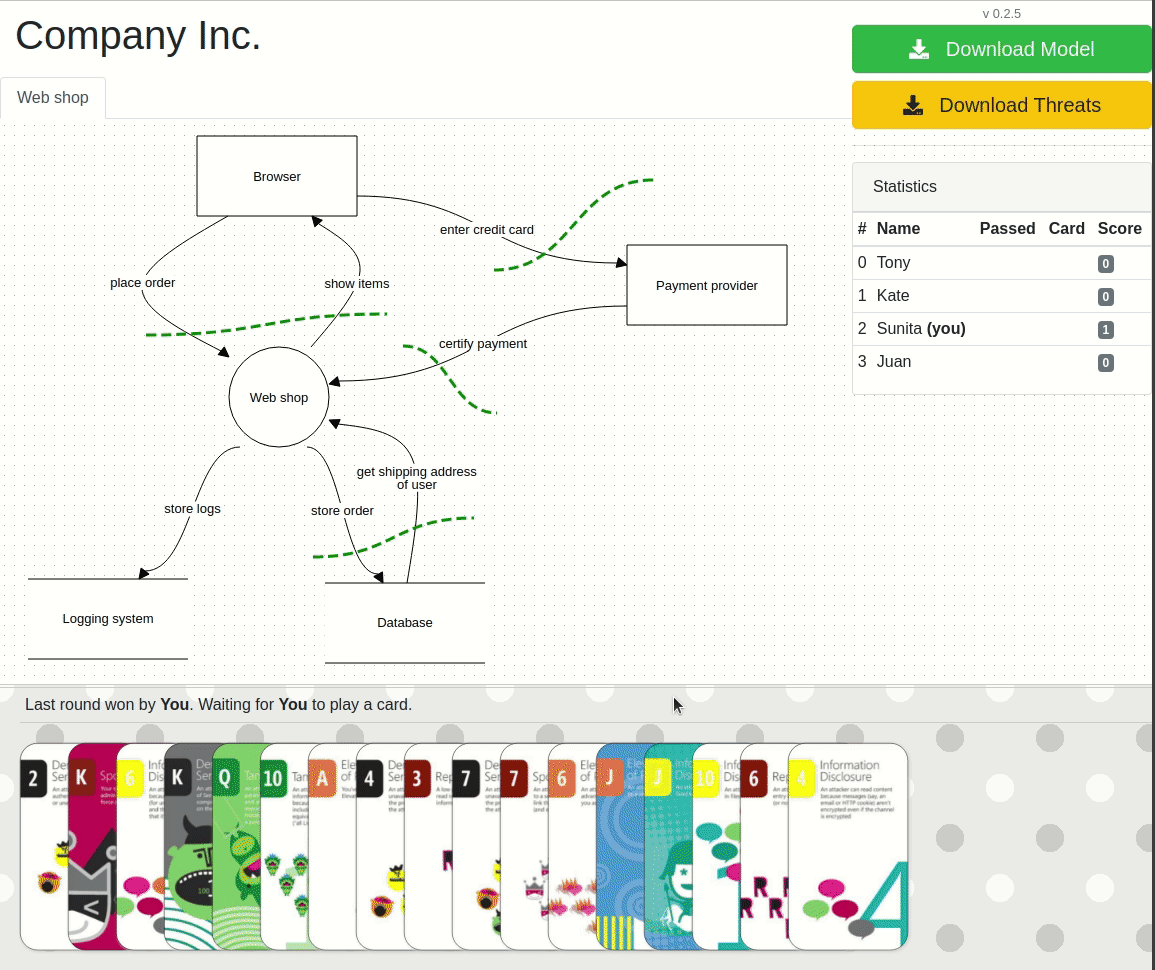 v 0.2.5
Company Inc.
Download Model
Download Threats
Web shop
Statistics
# Name Passed Card Score
0 Tony 0
1 Kate 0
2 Sunita (you) 1
3 Juan 0
Browser
enter credit card
place order
show items
Payment provider
certify payment
Web shop
get shipping address
of user
store logs
store order
Logging system
Database
Last round won by You. Waiting for You to play a card.
2
K
6
K
Q
10
A
4
3
7
7
6
J
J
10
6
4
Information
Disclosure
An attacker can read content
because messages (say, an
email or HTTP cookie) aren't
encrypted even if the channel
is encrypted